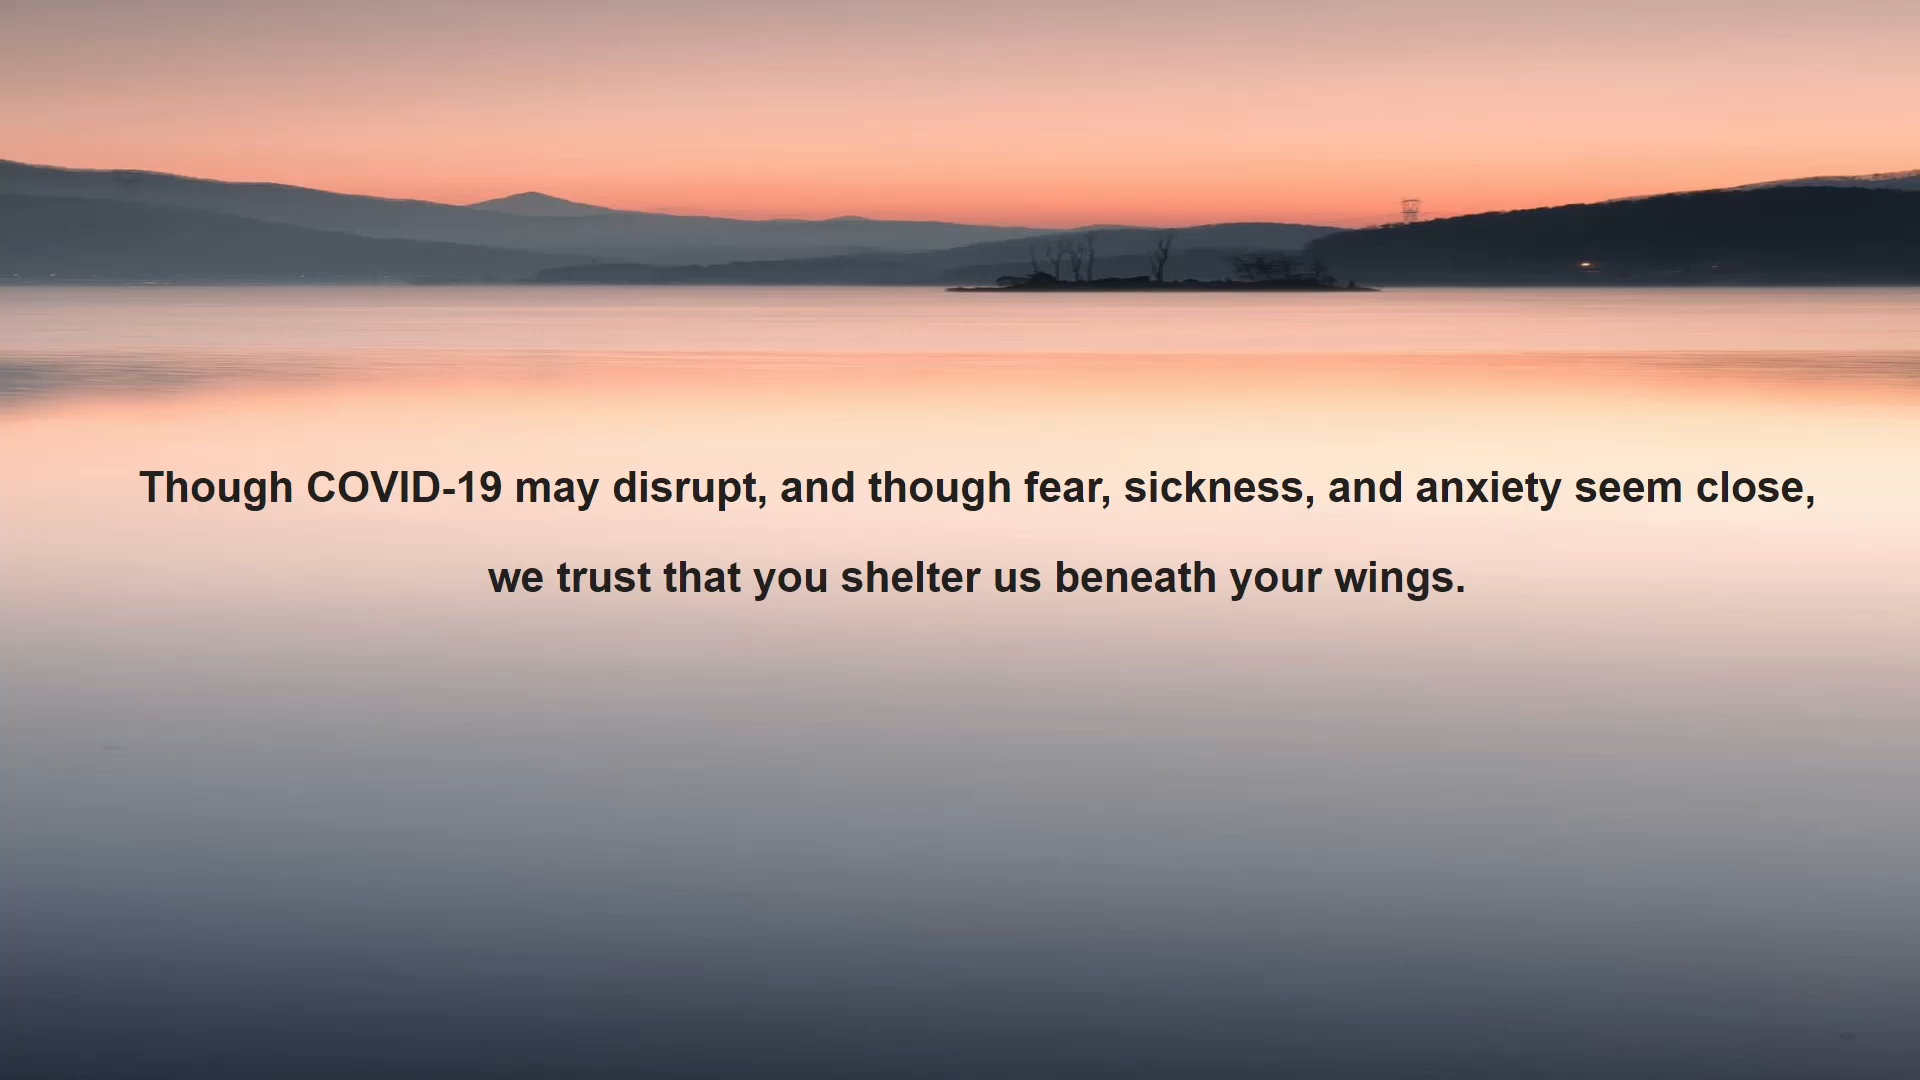 Though COVID-19 may disrupt, and though fear, sickness, and anxiety seem close,
we trust that you shelter us beneath your wings.